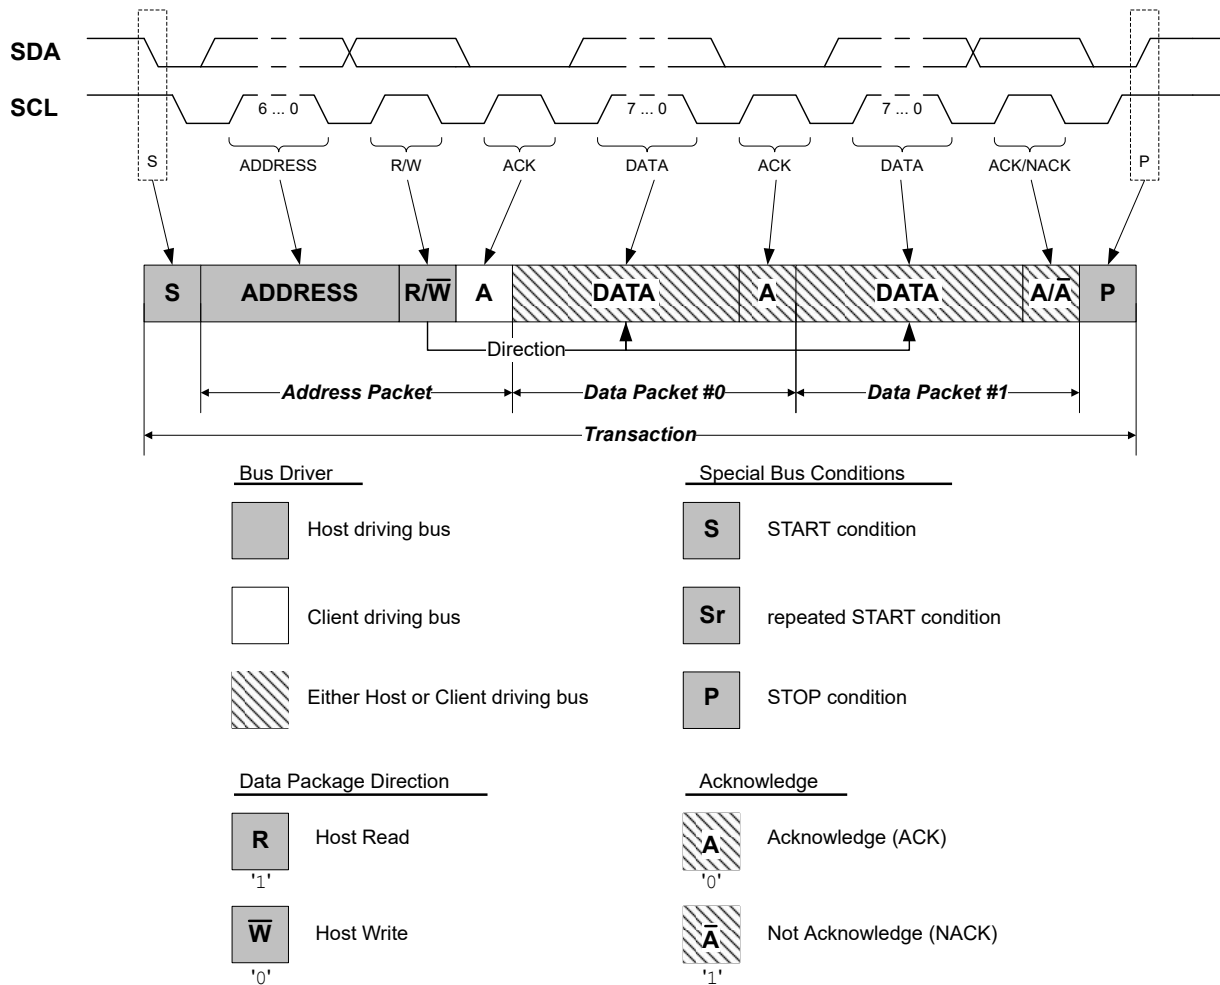 SDA
SCL
6 ... 0
7 ... 0
7 ... 0
S
ADDRESS
R/W
ACK
DATA
ACK
DATA
ACK/NACK
P
S
ADDRESS
R/W̅
A
DATA
A
DATA
A/A̅
P
Direction
Address Packet
Data Packet #0
Data Packet #1
Transaction
Bus Driver
Special Bus Conditions
Host driving bus
S
START condition
Client driving bus
Sr
repeated START condition
Either Host or Client driving bus
P
STOP condition
Data Package Direction
Acknowledge
R
Host Read
'1'
A
Acknowledge (ACK)
'0'
W̅
Host Write
'0'
A̅
Not Acknowledge (NACK)
'1'